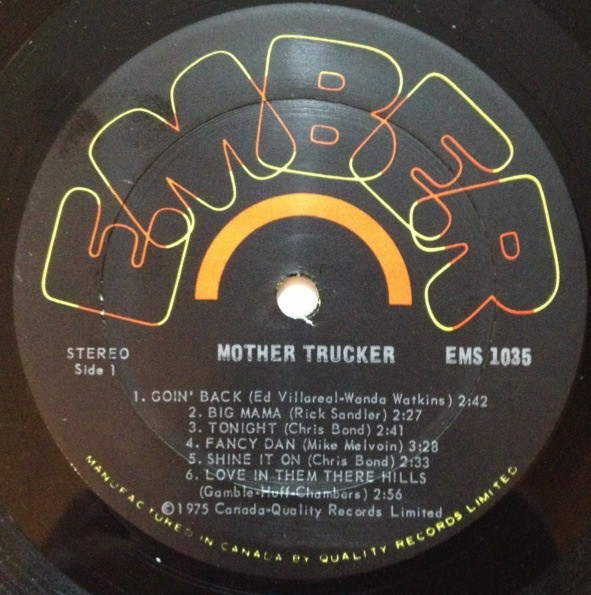 EMBER
STEREO
Side 1
MOTHER TRUCKER
EMS 1035
1. GOIN' BACK (Ed Villareal-Wanda Watkins) 2:42
2. BIG MAMA (Rick Sandler) 2:27
3. TONIGHT (Chris Bond) 2:41
4. FANCY DAN (Mike Melvoin) 3:28
5. SHINE IT ON (Chris Bond) 2:33
6. LOVE IN THEM THERE HILLS
(Gamble-Huff-Chambers) 2:56
©1975 Canada-Quality Records Limited
MANUFACTURED IN CANADA BY QUALITY RECORDS LIMITED